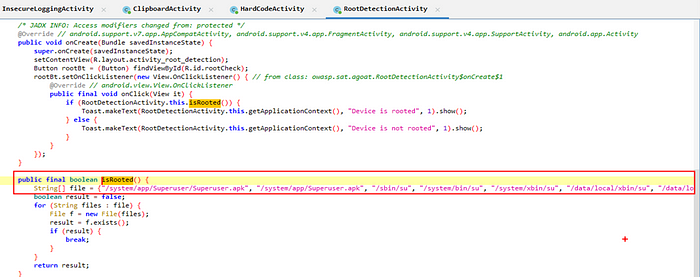 InsecureLoggingActivity × ClipboardActivity × HardCodeActivity × RootDetectionActivity ×
/* JADX INFO: Access modifiers changed from: protected */
@Override // android.support.v7.app.AppCompatActivity, android.support.v4.app.FragmentActivity, android.support.v4.app.SupportActivity, android.app.Activity
public void onCreate(Bundle savedInstanceState) {
super.onCreate(savedInstanceState);
setContentView(R.layout.activity_root_detection);
Button rootBt = (Button) findViewById(R.id.rootCheck);
rootBt.setOnClickListener(new View.OnClickListener() { // from class: owasp.sat.agoat.RootDetectionActivity$onCreate$1
@Override // android.view.View.OnClickListener
public final void onClick(View it) {
if (RootDetectionActivity.this.isRooted()) {
Toast.makeText(RootDetectionActivity.this.getApplicationContext(), "Device is rooted", 1).show();
} else {
Toast.makeText(RootDetectionActivity.this.getApplicationContext(), "Device is not rooted", 1).show();
}
}
});
}
public final boolean isRooted() {
String[] file = {"/system/app/Superuser/Superuser.apk", "/system/app/Superuser.apk", "/sbin/su", "/system/bin/su", "/system/xbin/su", "/data/local/xbin/su", "/data/lo
boolean result = false;
for (String files : file) {
File f = new File(files);
result = f.exists();
if (result) {
break;
}
}
return result;
}